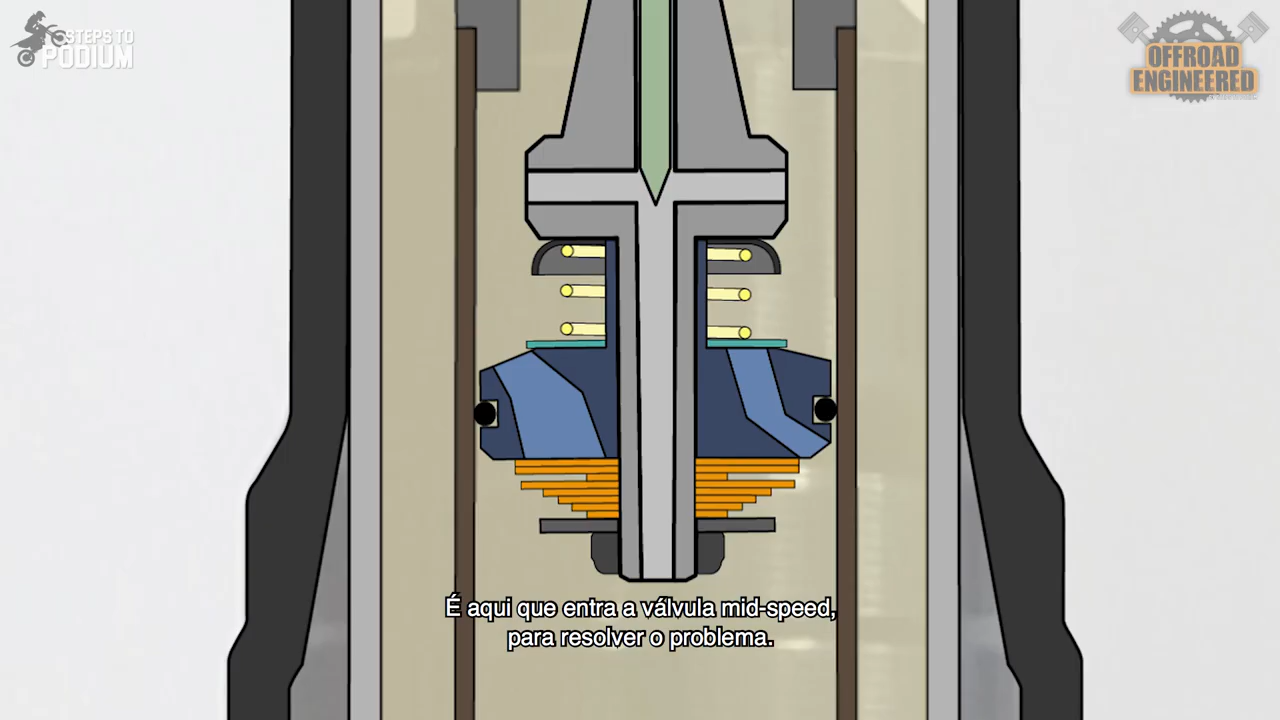 STEPS TO
PODIUM
OFFROAD
ENGINEERED
É aqui que entra a válvula mid-speed,
para resolver o problema.